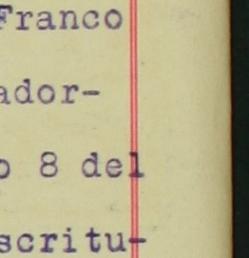 Franco
ador-
o 8 del
scritu-